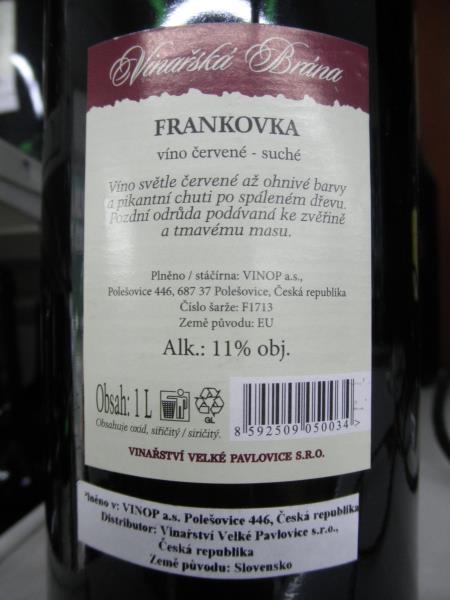 Vinařská Brána
FRANKOVKA
víno červené - suché
Víno světle červené až ohnivé barvy
a pikantní chuti po spáleném dřevu.
Pozdní odrůda podávaná ke zvěřině
a tmavému masu.
Plněno / stáčírna: VINOP a.s.,
Polešovice 446, 687 37 Polešovice, Česká republika
Číslo šarže: F1713
Země původu: EU
Alk.: 11% obj.
Obsah: 1 L
GL
Obsahuje oxid, siřičitý / siričitý.
8 592509 050034 >
VINAŘSTVÍ VELKÉ PAVLOVICE S.R.O.
Plněno v: VINOP a.s. Polešovice 446, Česká republika
Distributor: Vinařství Velké Pavlovice s.r.o.,
Česká republika
Země původu: Slovensko